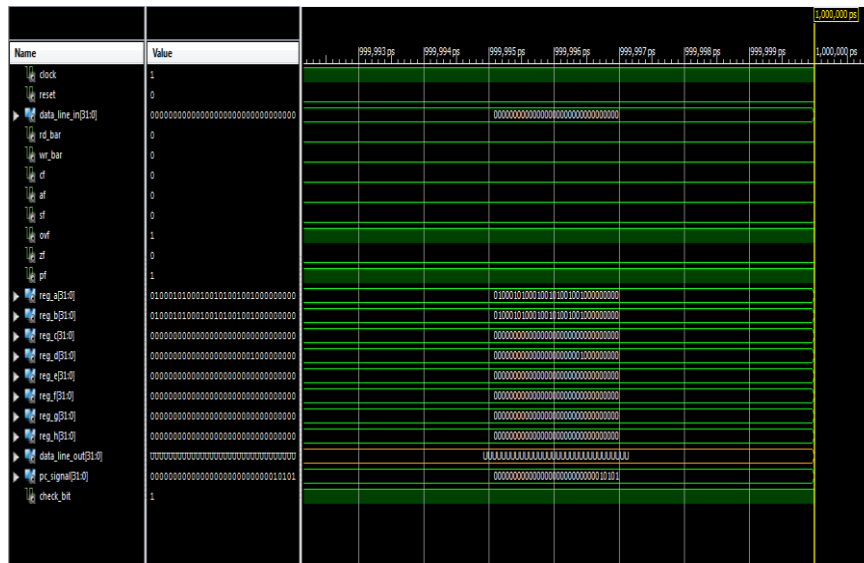 1,000,000 ps
Name Value 999,993 ps 999,994 ps 999,995 ps 999,996 ps 999,997 ps 999,998 ps 999,999 ps 1,000,000 ps
clock 1
reset 0
data_line_in[31:0] 00000000000000000000000000000000 00000000000000000000000000000000
rd_bar 0
wr_bar 0
cf 0
af 0
sf 0
ovf 1
zf 0
pf 1
reg_a[31:0] 01000101000100101001001000000000 01000101000100101001001000000000
reg_b[31:0] 01000101000100101001001000000000 01000101000100101001001000000000
reg_c[31:0] 00000000000000000000000000000000 00000000000000000000000000000000
reg_d[31:0] 00000000000000000000001000000000 00000000000000000000001000000000
reg_e[31:0] 00000000000000000000000000000000 00000000000000000000000000000000
reg_f[31:0] 00000000000000000000000000000000 00000000000000000000000000000000
reg_g[31:0] 00000000000000000000000000000000 00000000000000000000000000000000
reg_h[31:0] 00000000000000000000000000000000 00000000000000000000000000000000
data_line_out[31:0] UUUUUUUUUUUUUUUUUUUUUUUUUUUUUUUU UUUUUUUUUUUUUUUUUUUUUUUUUUUUUUUU
pc_signal[31:0] 00000000000000000000000000010101 00000000000000000000000000010101
check_bit 1